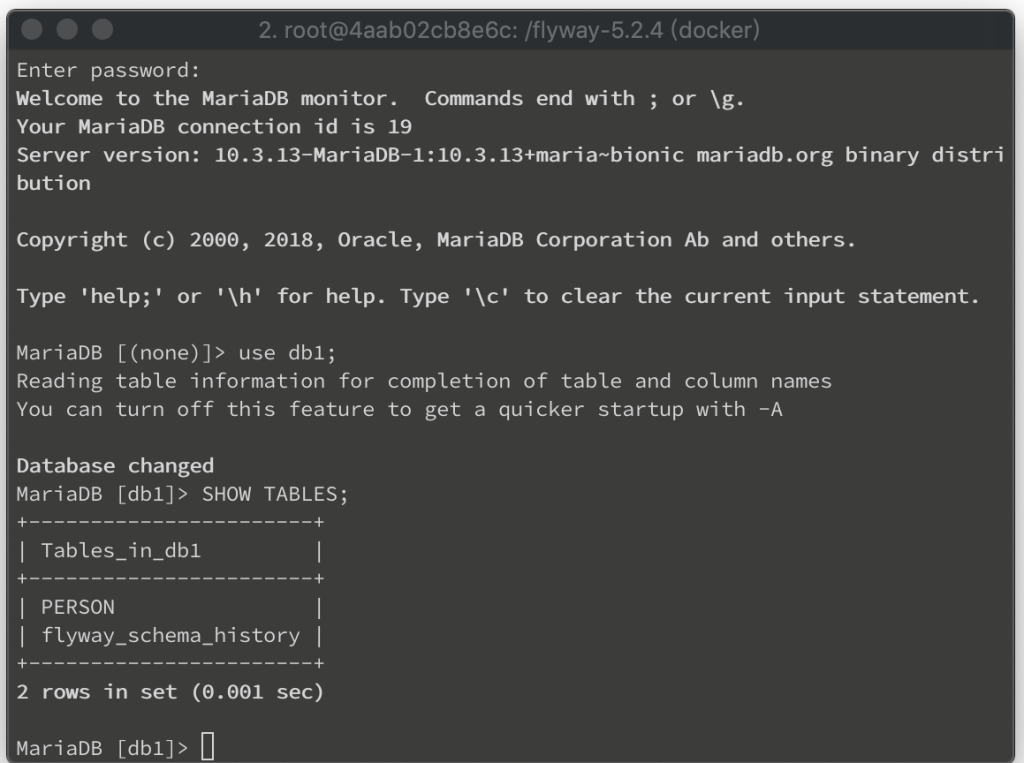 2. root@4aab02cb8e6c: /flyway-5.2.4 (docker)
Enter password:
Welcome to the MariaDB monitor.  Commands end with ; or \g.
Your MariaDB connection id is 19
Server version: 10.3.13-MariaDB-1:10.3.13+maria~bionic mariadb.org binary distri
bution
Copyright (c) 2000, 2018, Oracle, MariaDB Corporation Ab and others.
Type 'help;' or '\h' for help. Type '\c' to clear the current input statement.
MariaDB [(none)]> use db1;
Reading table information for completion of table and column names
You can turn off this feature to get a quicker startup with -A
Database changed
MariaDB [db1]> SHOW TABLES;
+-----------------------+
| Tables_in_db1         |
+-----------------------+
| PERSON                |
| flyway_schema_history |
+-----------------------+
2 rows in set (0.001 sec)
MariaDB [db1]>